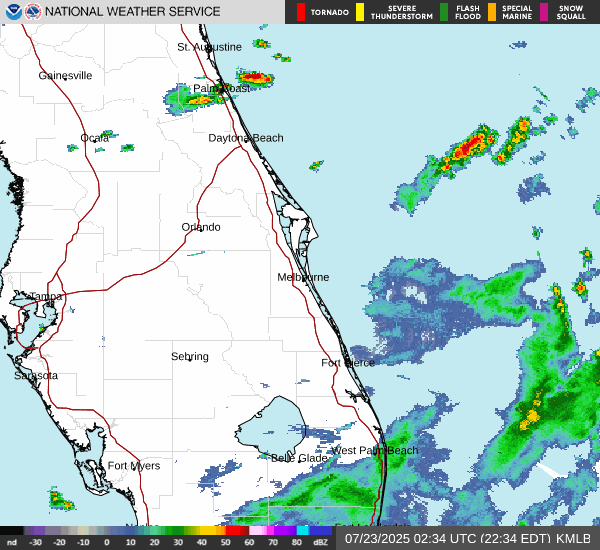 NATIONAL WEATHER SERVICE
TORNADO
SEVERE THUNDERSTORM
FLASH FLOOD
SPECIAL MARINE
SNOW SQUALL
St. Augustine
Gainesville
Palm Coast
Ocala
Daytona Beach
Orlando
Melbourne
Tampa
Sebring
Fort Pierce
Sarasota
West Palm Beach
Belle Glade
Fort Myers
nd -30 -20 -10 0 10 20 30 40 50 60 70 80 dBZ
07/23/2025 02:34 UTC (22:34 EDT) KMLB